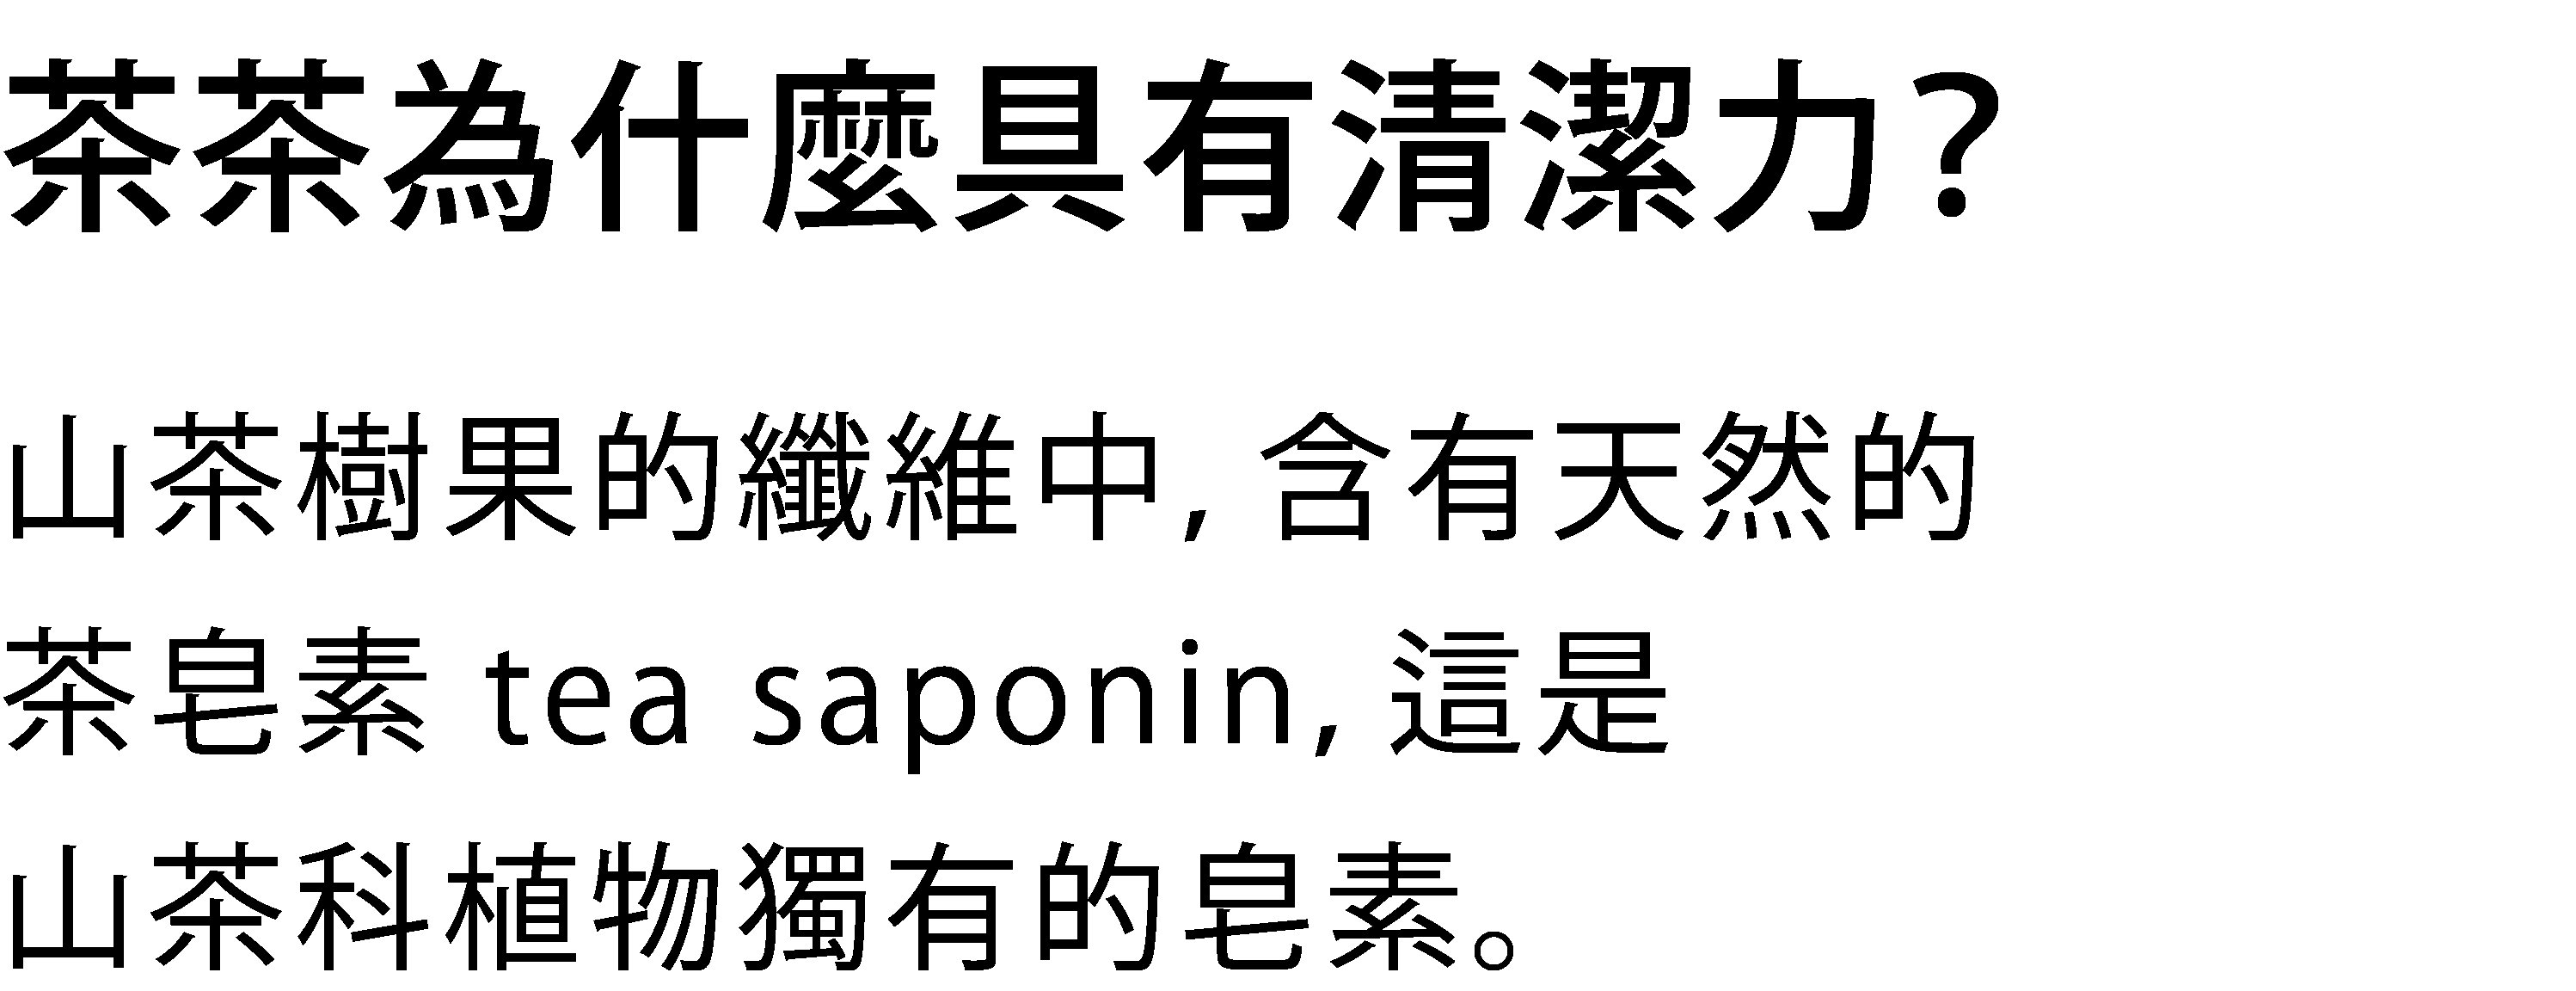 茶茶為什麼具有清潔力？
山茶樹果的纖維中, 含有天然的
茶皂素 tea saponin, 這是
山茶科植物獨有的皂素。